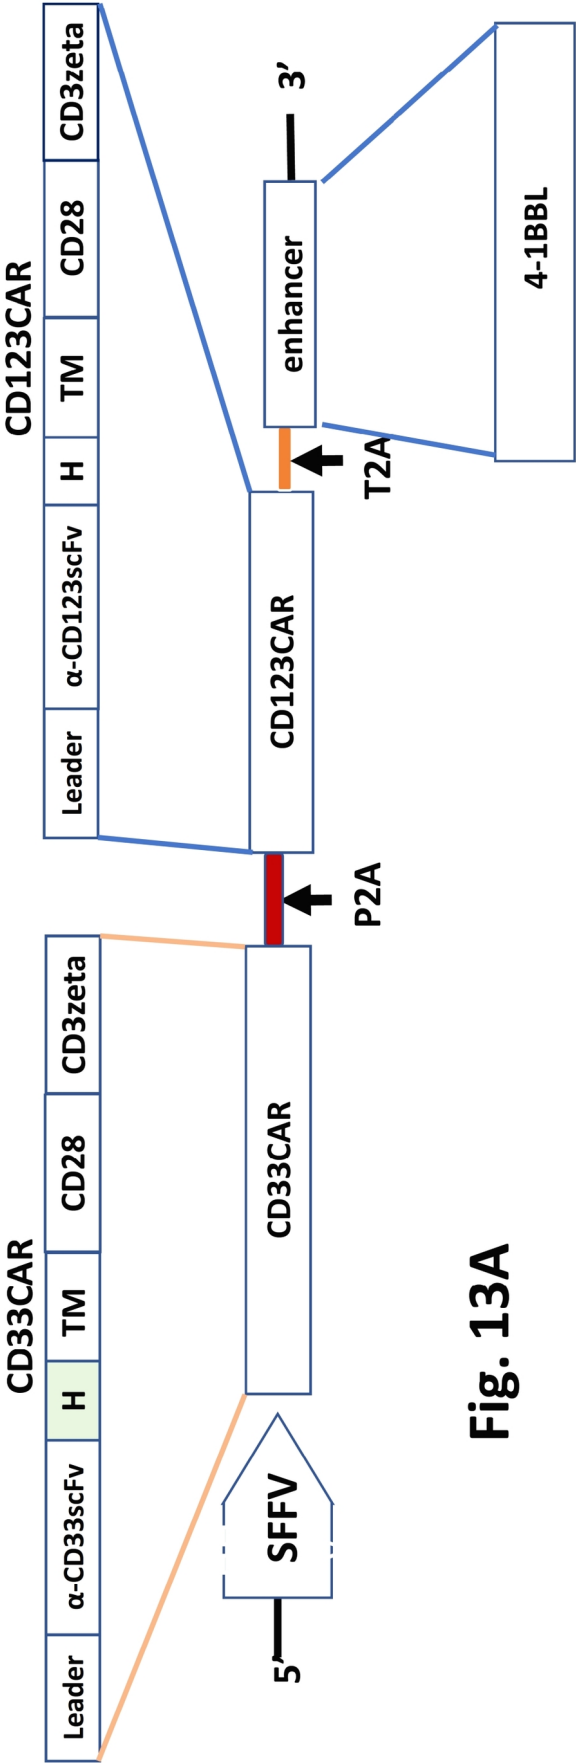 CD33CAR
CD123CAR
Leader
α-CD33scFv
H
TM
CD28
CD3zeta
Leader
α-CD123scFv
H
TM
CD28
CD3zeta
5’
SFFV
CD33CAR
CD123CAR
enhancer
3’
P2A
T2A
Fig. 13A
4-1BBL